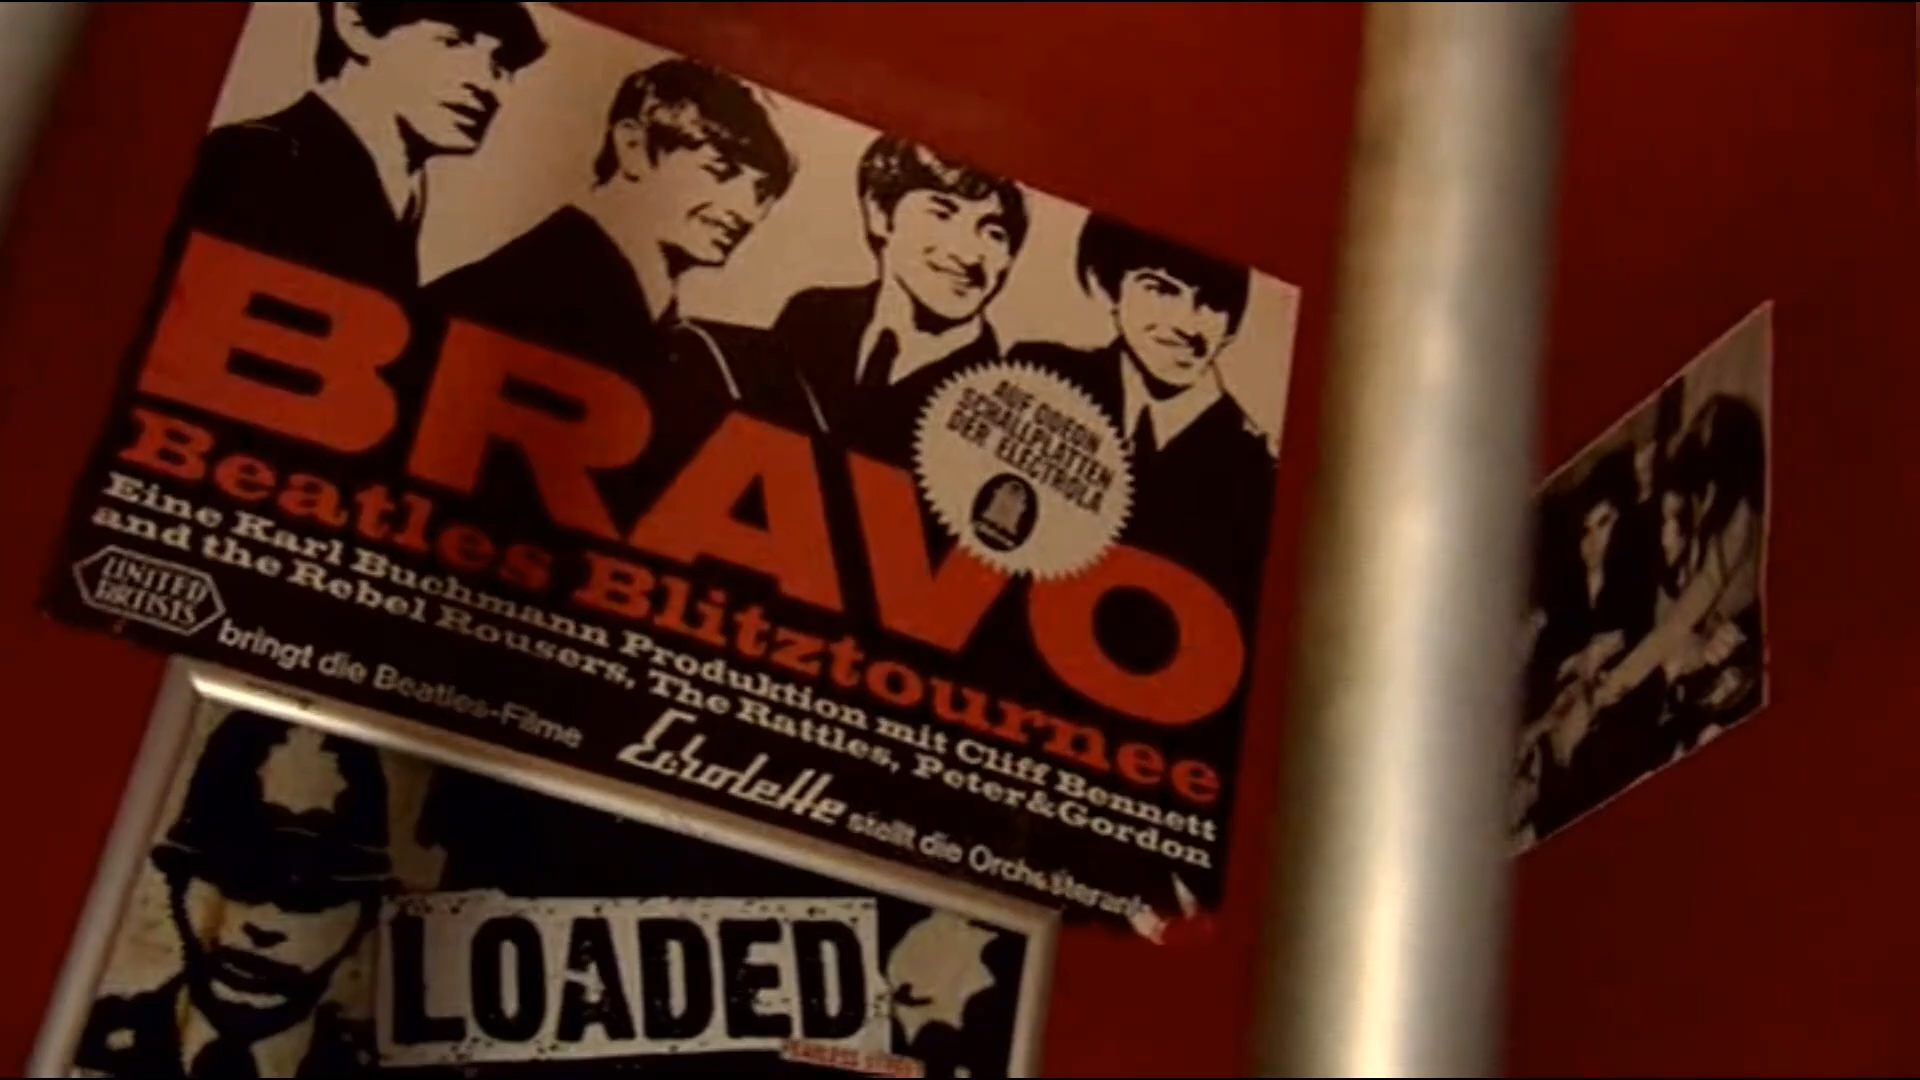 BRAVO
AUF ODEON
SCHALLPLATTEN
DER ELECTROLA
Beatles Blitztournee
Eine Karl Buchmann Produktion mit Cliff Bennett
and the Rebel Rousers, The Rattles, Peter&Gordon
UNITED
ARTISTS
bringt die Beatles-Filme
Echolette stellt die
LOADED